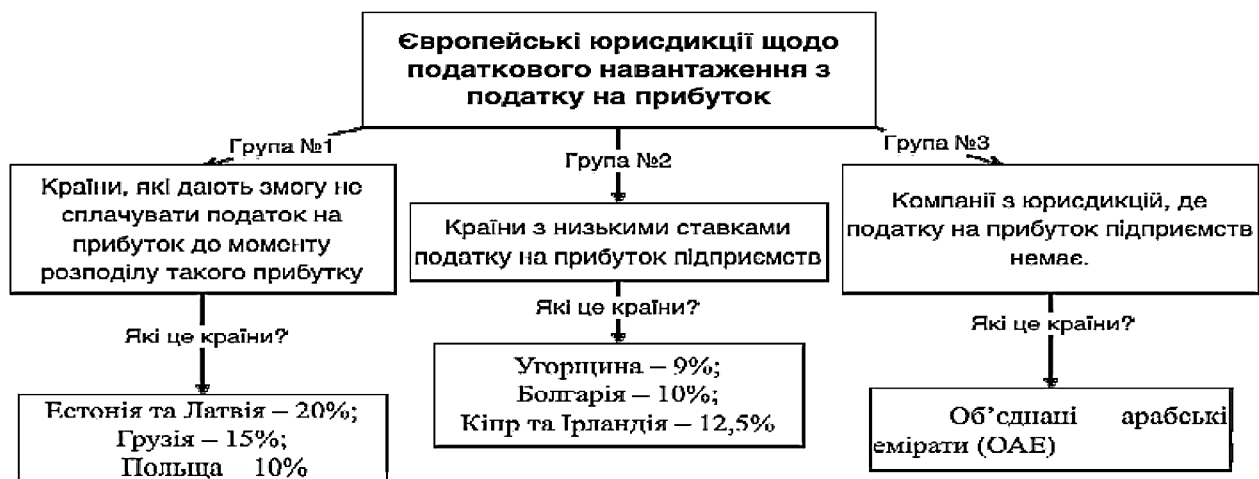 Європейські юрисдикції щодо
податкового навантаження з
податку на прибуток
Група №1
Група №2
Група №3
Країни, які дають змогу не
сплачувати податок на
прибуток до моменту
розподілу такого прибутку
Країни з низькими ставками
податку на прибуток підприємств
Компанії з юрисдикцій, де
податку на прибуток підприємств
немає.
Які це країни?
Які це країни?
Які це країни?
Естонія та Латвія – 20%;
Грузія – 15%;
Польща – 10%
Угорщина – 9%;
Болгарія – 10%;
Кіпр та Ірландія – 12,5%
Об’єднані арабські
емірати (ОАЕ)